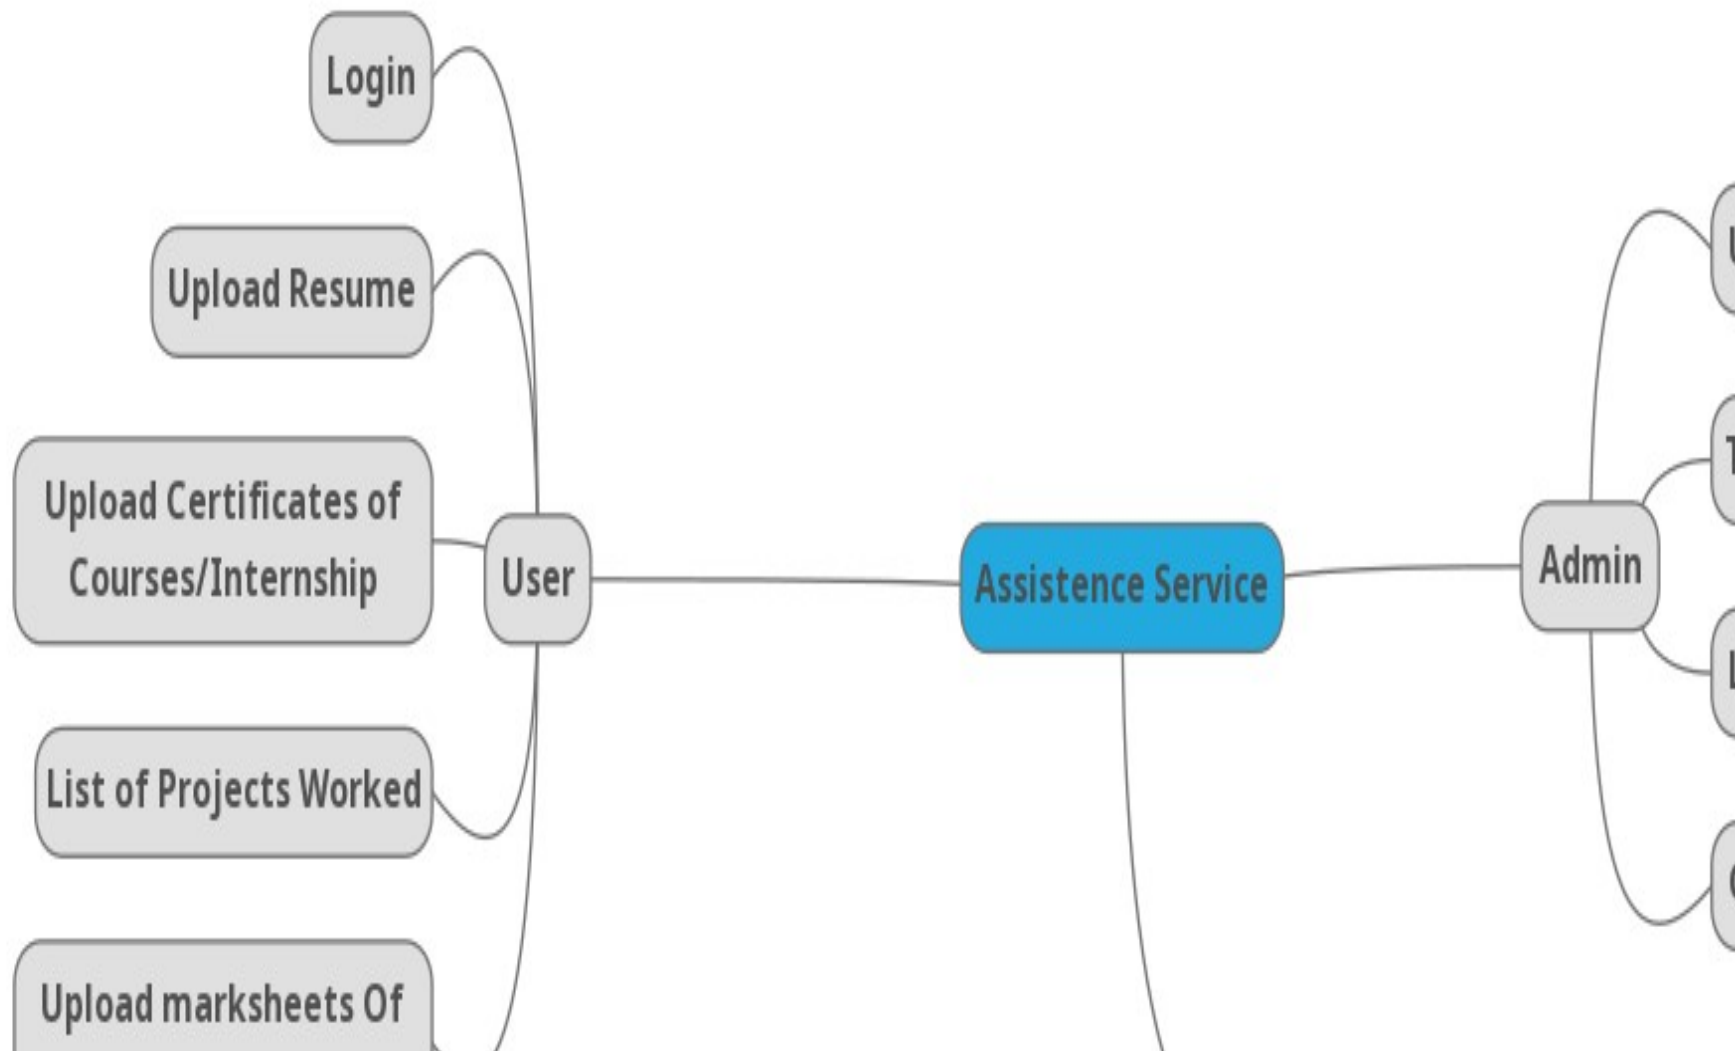 Login
Upload Resume
Upload Certificates of
Courses/Internship
User
Assistence Service
Admin
List of Projects Worked
Upload marksheets Of